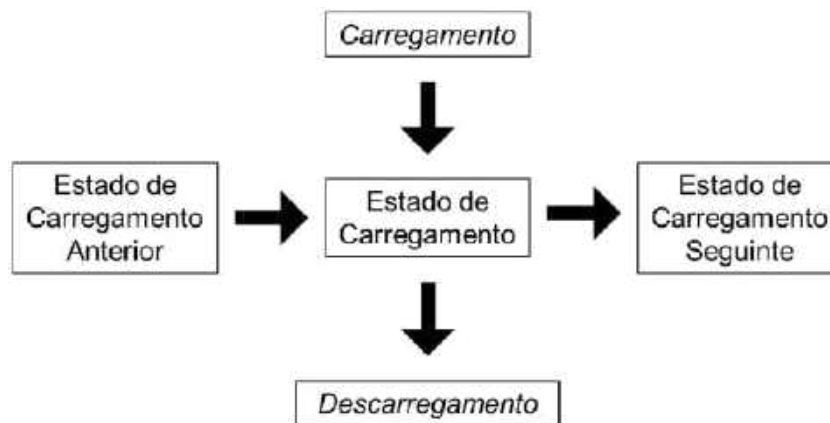 Carregamento
Estado de
Carregamento
Anterior
Estado de
Carregamento
Estado de
Carregamento
Seguinte
Descarregamento